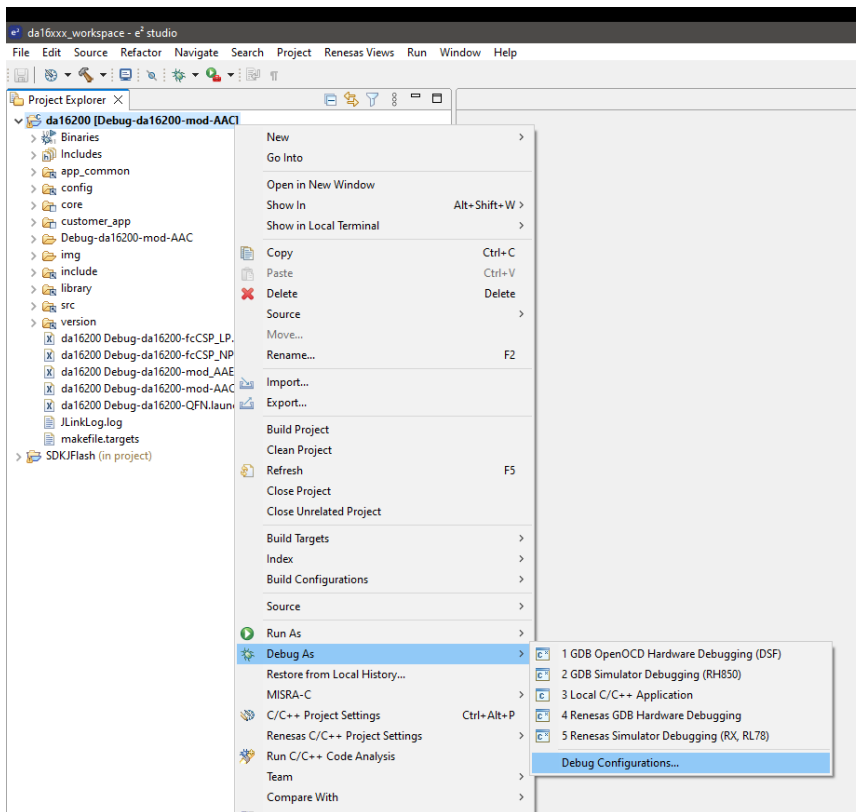 da16xxx_workspace - e² studio
File Edit Source Refactor Navigate Search Project Renesas Views Run Window Help
Project Explorer
da16200 [Debug-da16200-mod-AAC]
Binaries
Includes
app_common
config
core
customer_app
Debug-da16200-mod-AAC
img
include
library
src
version
da16200 Debug-da16200-fcCSP_LP.
da16200 Debug-da16200-fcCSP_NP
da16200 Debug-da16200-mod_AAE
da16200 Debug-da16200-mod-AAC
da16200 Debug-da16200-QFN.laun
JLinkLog.log
makefile.targets
SDKJFlash (in project)
New
Go Into
Open in New Window
Show In Alt+Shift+W
Show in Local Terminal
Copy Ctrl+C
Paste Ctrl+V
Delete Delete
Source
Move...
Rename... F2
Import...
Export...
Build Project
Clean Project
Refresh F5
Close Project
Close Unrelated Project
Build Targets
Index
Build Configurations
Source
Run As
Debug As
Restore from Local History...
MISRA-C
C/C++ Project Settings Ctrl+Alt+P
Renesas C/C++ Project Settings
Run C/C++ Code Analysis
Team
Compare With
1 GDB OpenOCD Hardware Debugging (DSF)
2 GDB Simulator Debugging (RH850)
3 Local C/C++ Application
4 Renesas GDB Hardware Debugging
5 Renesas Simulator Debugging (RX, RL78)
Debug Configurations...